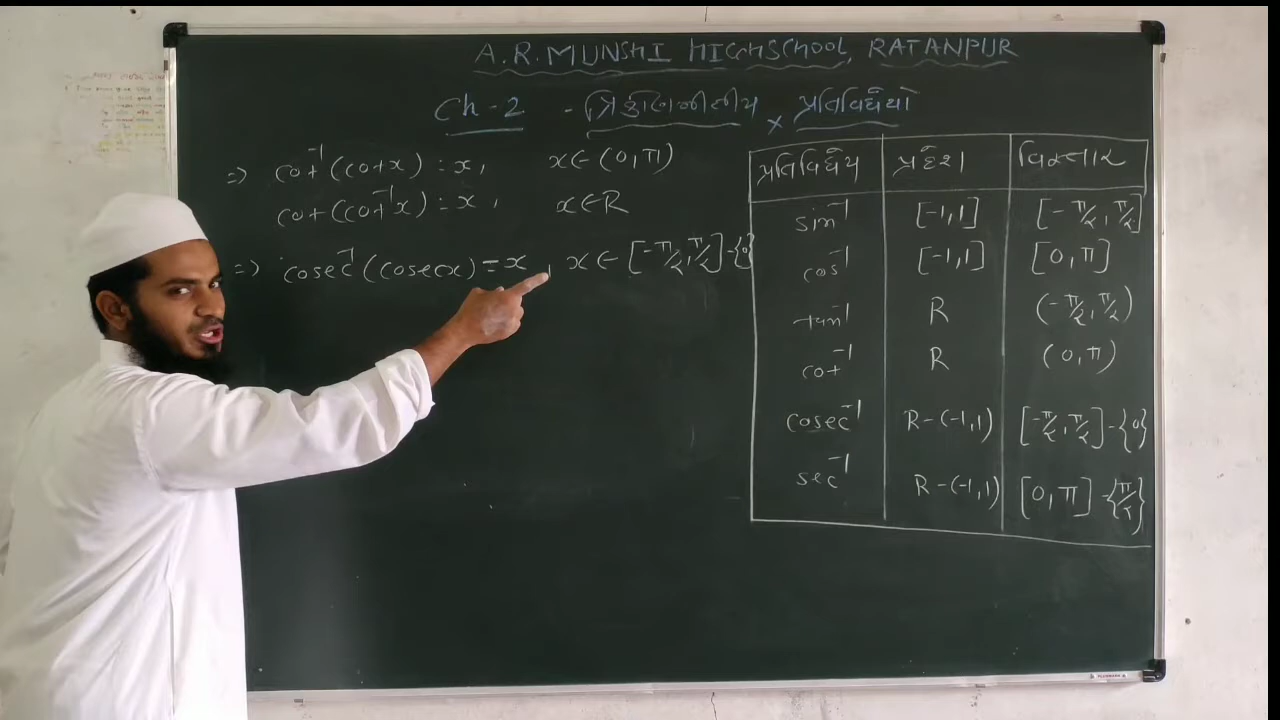 A.R. MUNSHI HIGHSCHOOL, RATANPUR
Ch-2 - ત્રિકોણમિતીય પ્રતિવિધેયો
⇒ cot⁻¹(cotx) = x, x∈(0,π)
cot(cot⁻¹x) = x, x∈R
⇒ cosec⁻¹(cosecx) = x, x∈[-π/2,π/2]-{0}
પ્રતિવિધેય પ્રદેશ વિસ્તાર
sin⁻¹ [-1,1] [-π/2,π/2]
cos⁻¹ [-1,1] [0,π]
tan⁻¹ R (-π/2,π/2)
cot⁻¹ R (0,π)
cosec⁻¹ R-(-1,1) [-π/2,π/2]-{0}
sec⁻¹ R-(-1,1) [0,π]-{π/2}